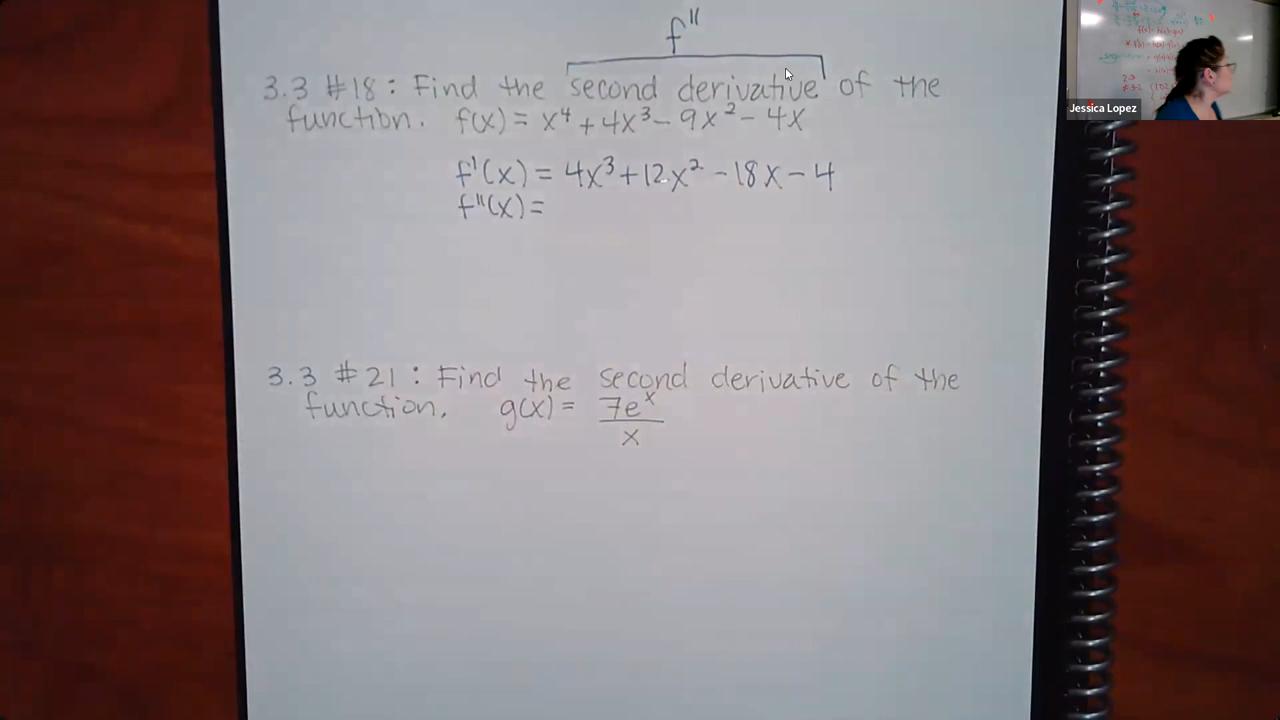 f"
3.3 #18: Find the second derivative of the
function. f(x) = x⁴ + 4x³ - 9x² - 4x
f'(x) = 4x³ + 12x² - 18x - 4
f"(x) =
3.3 #21: Find the second derivative of the
function. g(x) = 7eˣ/x
Jessica Lopez